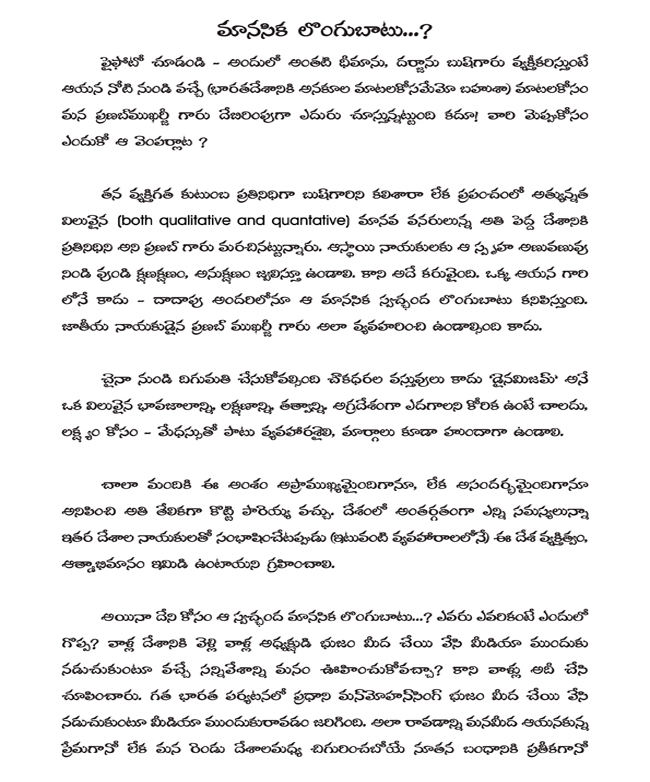 మానసిక లొంగుబాటు...?
పైఫోటో చూడండి – అందులో అంతటి ధీమాను, దర్పాను బుష్‌గారు వ్యక్తీకరిస్తుంటే
ఆయన నోటి నుండి వచ్చే (భారతదేశానికి అనకూల మాటలకోసమేమో బహుశా) మాటలకోసం
మన ప్రణబ్‌ముఖర్జీ గారు దేబరింపుగా ఎదురు చూస్తున్నట్టుంది కదూ! వారి మెప్పుకోసం
ఎందుకో ఆ వెంపర్లాట ?
తన వ్యక్తిగత కుటుంబ ప్రతినిధిగా బుష్‌గారిని కలిశారా లేక ప్రపంచంలో అత్యున్నత
విలువైన (both qualitative and quantative) మానవ వనరులున్న అతి పెద్ద దేశానికి
ప్రతినిధిని అని ప్రణబ్ గారు మరచినట్టున్నారు. ఆస్థాయి నాయకులకు ఆ స్పృహ అణువణువు
నిండి వుండి క్షణక్షణం, అనుక్షణం జ్వలిస్తూ ఉండాలి. కాని అదే కరువైంది. ఒక్క ఆయన గారి
లోనే కాదు – దాదాపు అందరిలోనూ ఆ మానసిక స్వచ్ఛంద లొంగుబాటు కనిపిస్తుంది.
జాతీయ నాయకుడైన ప్రణబ్ ముఖర్జీ గారు అలా వ్యవహరించి ఉండాల్సింది కాదు.
చైనా నుండి దిగుమతి చేసుకోవల్సింది చౌకధరల వస్తువులు కాదు 'డైనమిజమ్' అనే
ఒక విలువైన భావజాలాన్ని, లక్షణాన్ని, తత్వాన్ని. అగ్రదేశంగా ఎదగాలని కోరిక ఉంటే చాలదు,
లక్ష్యం కోసం – మేధస్సుతో పాటు వ్యవహారశైలి, మార్గాలు కూడా హుందాగా ఉండాలి.
చాలా మందికి ఈ అంశం అప్రాముఖ్యమైందిగానూ, లేక అసందర్భమైందిగానూ
అనిపించి అతి తేలికగా కొట్టి పారెయ్య వచ్చు. దేశంలో అంతర్గతంగా ఎన్ని సమస్యలున్నా
ఇతర దేశాల నాయకులతో సంభాషించేటప్పుడు (ఇటువంటి వ్యవహారాలలోనే) ఈ దేశ వ్యక్తిత్వం,
ఆత్మాభిమానం ఇమిడి ఉంటాయని గ్రహించాలి.
అయినా దేని కోసం ఆ స్వచ్ఛంద మానసిక లొంగుబాటు...? ఎవరు ఎవరికంటే ఎందులో
గొప్ప? వాళ్ల దేశానికి వెళ్లి వాళ్ల అధ్యక్షుడి భుజం మీద చేయి వేసి మీడియా ముందుకు
నడుచుకుంటూ వచ్చే సన్నివేశాన్ని మనం ఊహించుకోవచ్చా? కాని వాళ్లు అదీ చేసి
చూపించారు. గత భారత పర్యటనలో ప్రధాని మన్‌మోహన్‌సింగ్ భుజం మీద చేయి వేసి
నడుచుకుంటూ మీడియా ముందుకురావడం జరిగింది. అలా రావడాన్ని మనమీద ఆయనకున్న
ప్రేమగానో లేక మన రెండు దేశాలమధ్య చిగురించబోయే నూతన బంధానికి ప్రతీకగానో